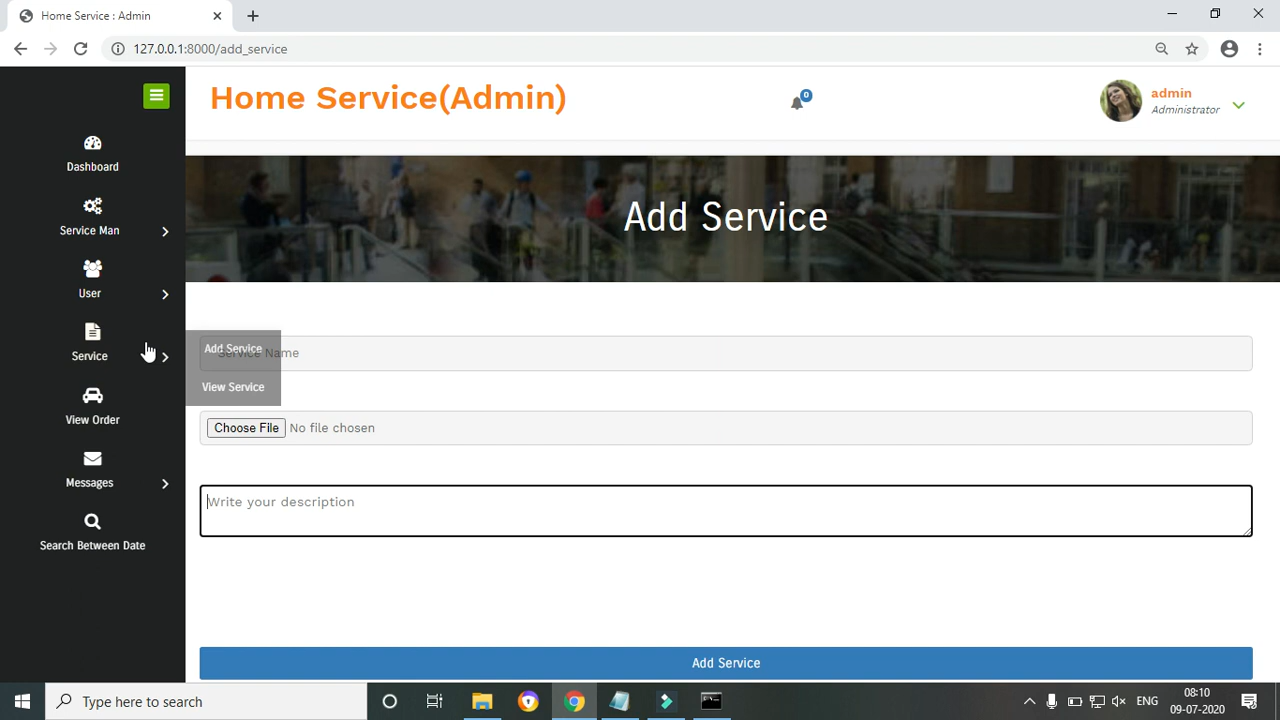 Home Service : Admin
127.0.0.1:8000/add_service
Home Service(Admin)
0
admin
Administrator
Dashboard
Service Man
User
Service
View Order
Messages
Search Between Date
Add Service
Add Service
View Service
Service Name
Choose File No file chosen
Write your description
Add Service
Type here to search
ENG
08:10
09-07-2020